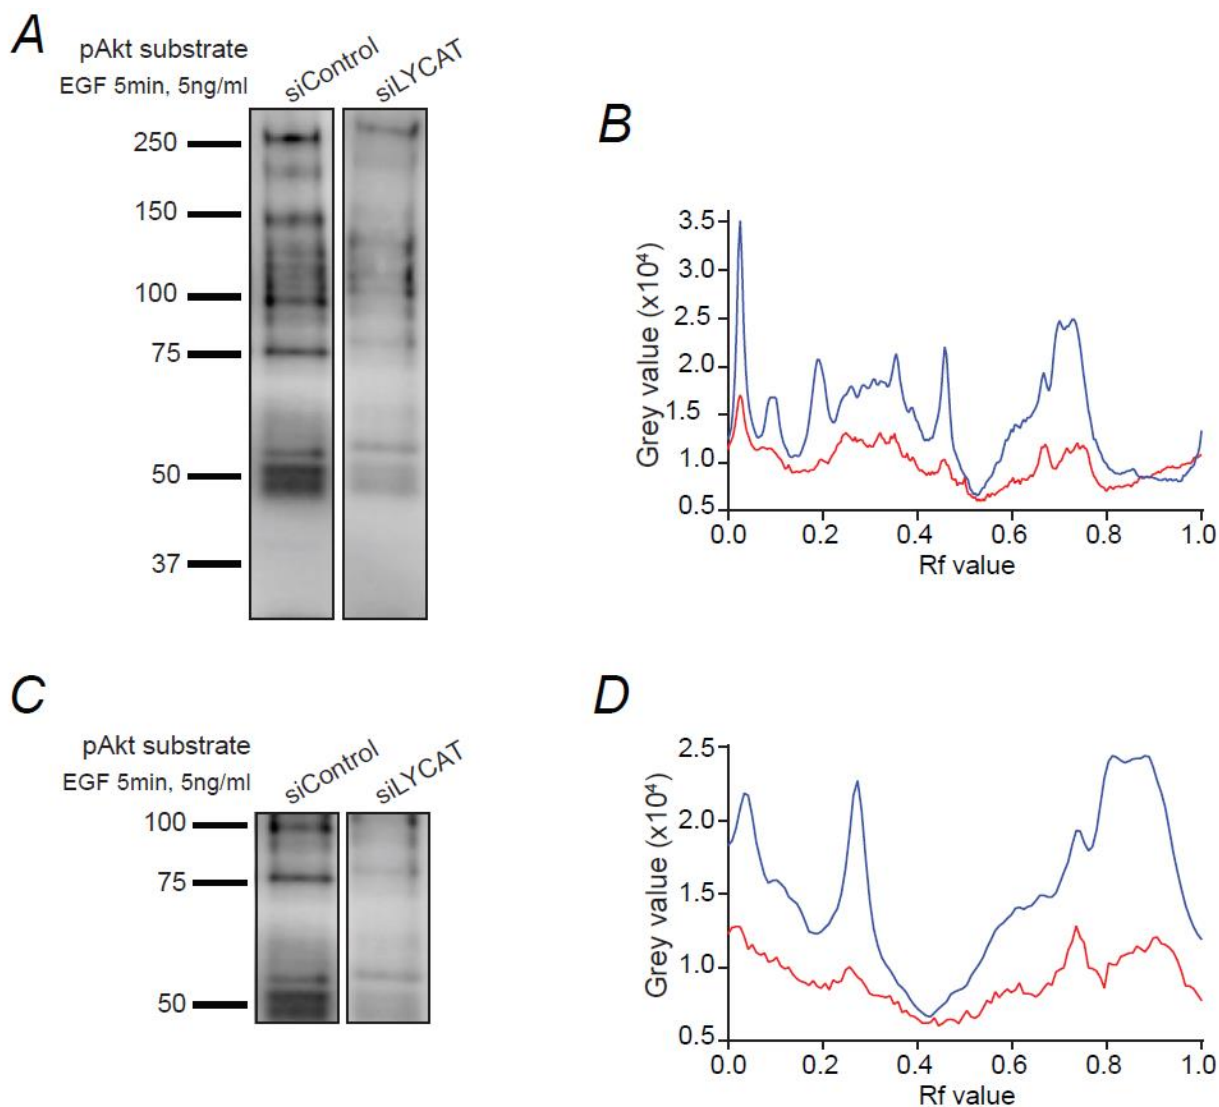 A
pAkt substrate
EGF 5min, 5ng/ml
siControl
siLYCAT
250
150
100
75
50
37
B
Grey value (x10⁴)
3.5
3.0
2.5
2.0
1.5
1.0
0.5
0.0 0.2 0.4 0.6 0.8 1.0
Rf value
C
pAkt substrate
EGF 5min, 5ng/ml
siControl
siLYCAT
100
75
50
D
Grey value (x10⁴)
2.5
2.0
1.5
1.0
0.5
0.0 0.2 0.4 0.6 0.8 1.0
Rf value